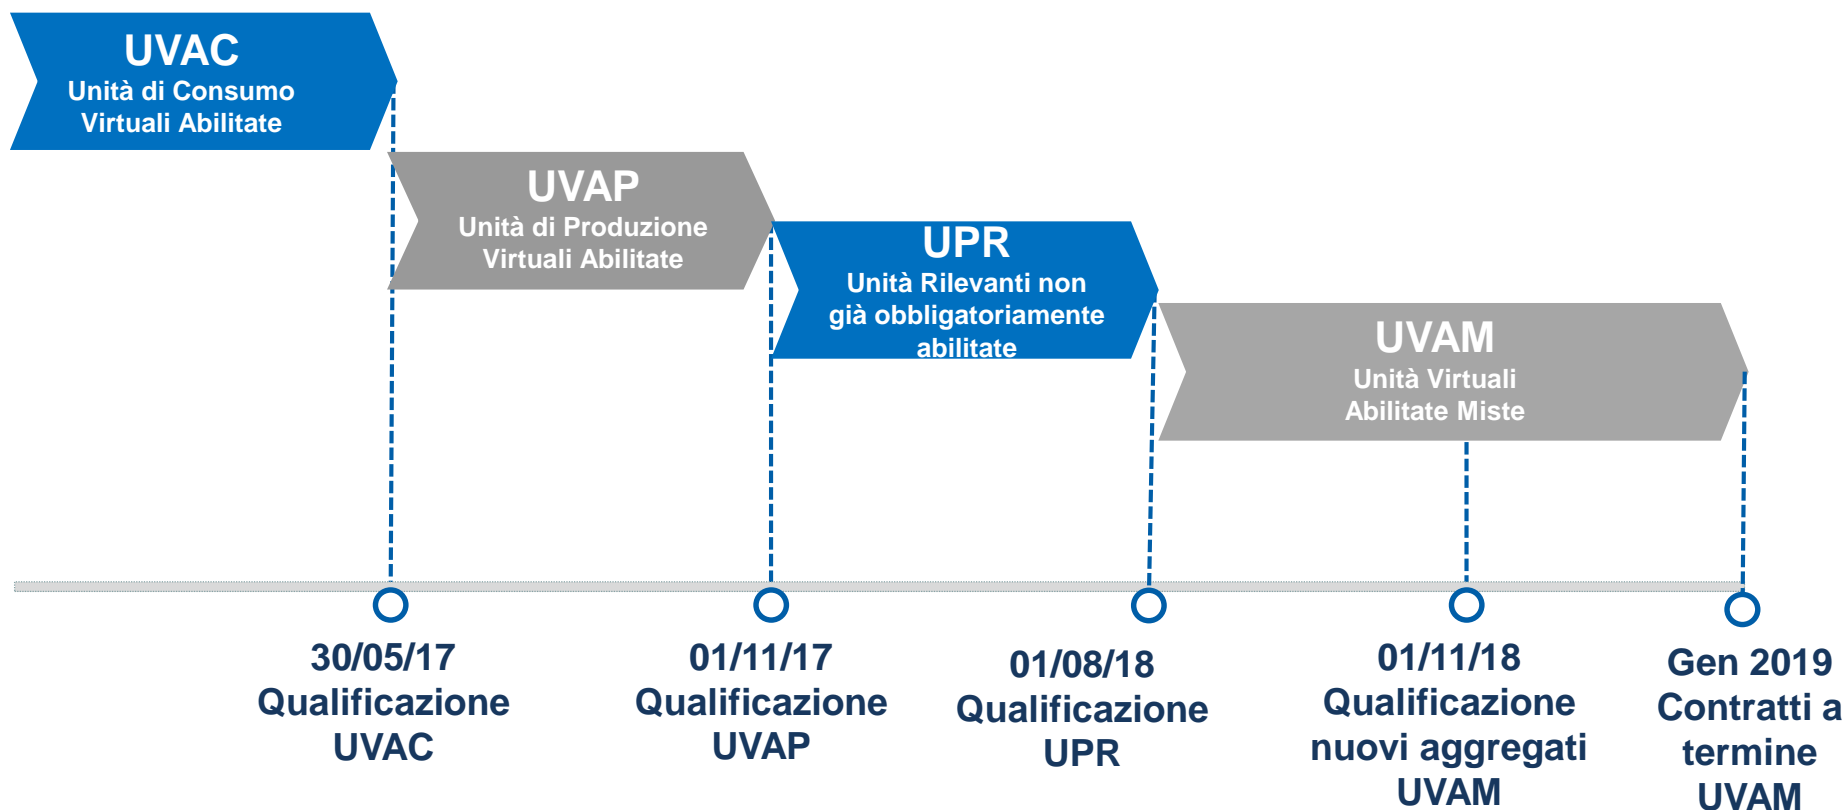 UVAC
Unità di Consumo
Virtuali Abilitate
UVAP
Unità di Produzione
Virtuali Abilitate
UPR
Unità Rilevanti non
già obbligatoriamente
abilitate
UVAM
Unità Virtuali
Abilitate Miste
30/05/17
Qualificazione
UVAC
01/11/17
Qualificazione
UVAP
01/08/18
Qualificazione
UPR
01/11/18
Qualificazione
nuovi aggregati
UVAM
Gen 2019
Contratti a
termine
UVAM